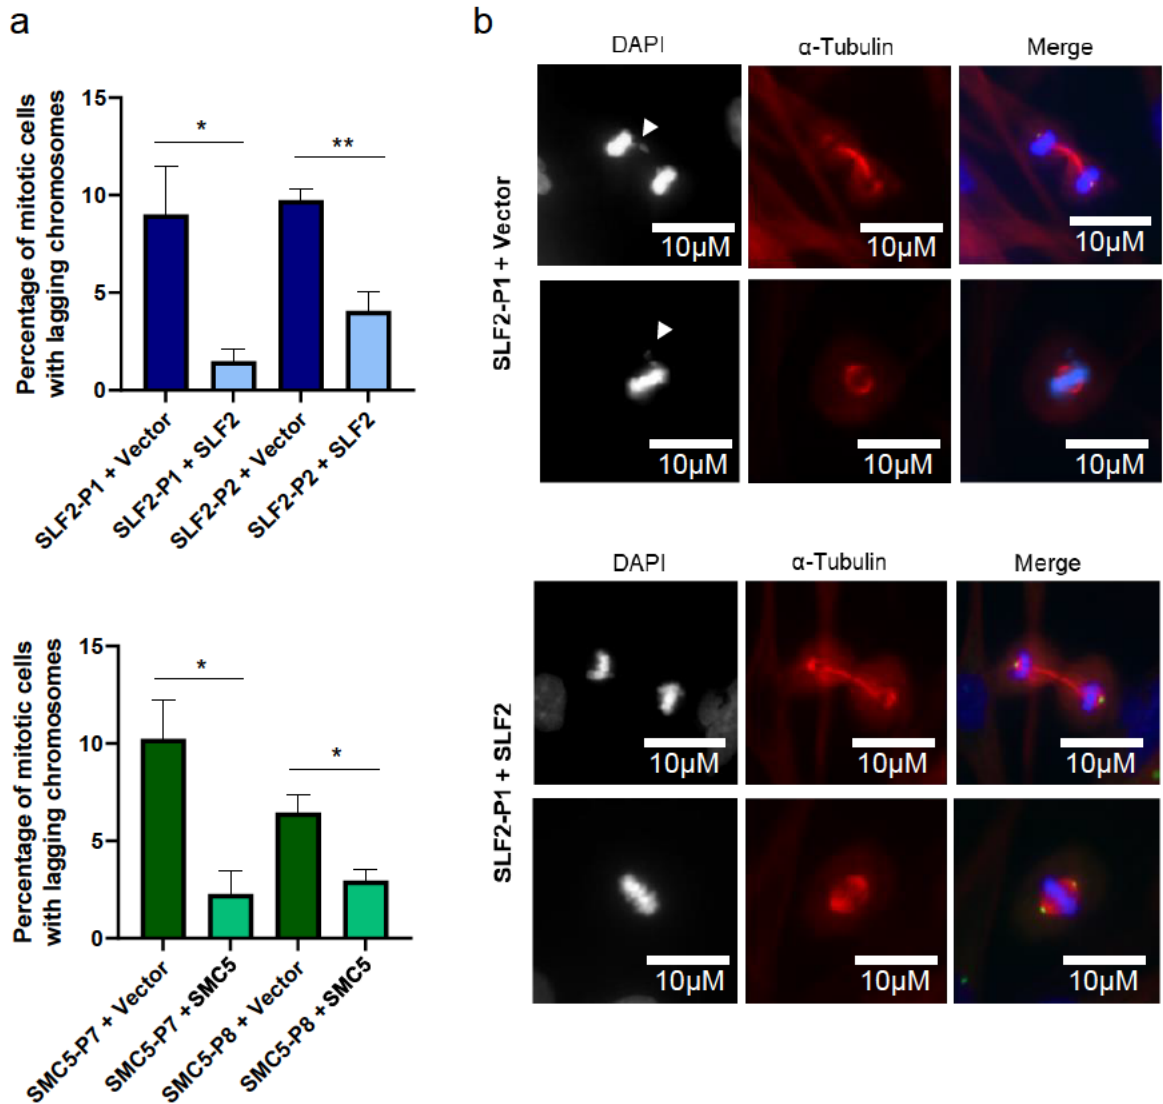 a
Percentage of mitotic cells
with lagging chromosomes
15
10
5
0
*
**
SLF2-P1 + Vector
SLF2-P1 + SLF2
SLF2-P2 + Vector
SLF2-P2 + SLF2
Percentage of mitotic cells
with lagging chromosomes
15
10
5
0
*
*
SMC5-P7 + Vector
SMC5-P7 + SMC5
SMC5-P8 + Vector
SMC5-P8 + SMC5
b
DAPI
α-Tubulin
Merge
SLF2-P1 + Vector
10µM
10µM
10µM
10µM
10µM
10µM
DAPI
α-Tubulin
Merge
SLF2-P1 + SLF2
10µM
10µM
10µM
10µM
10µM
10µM